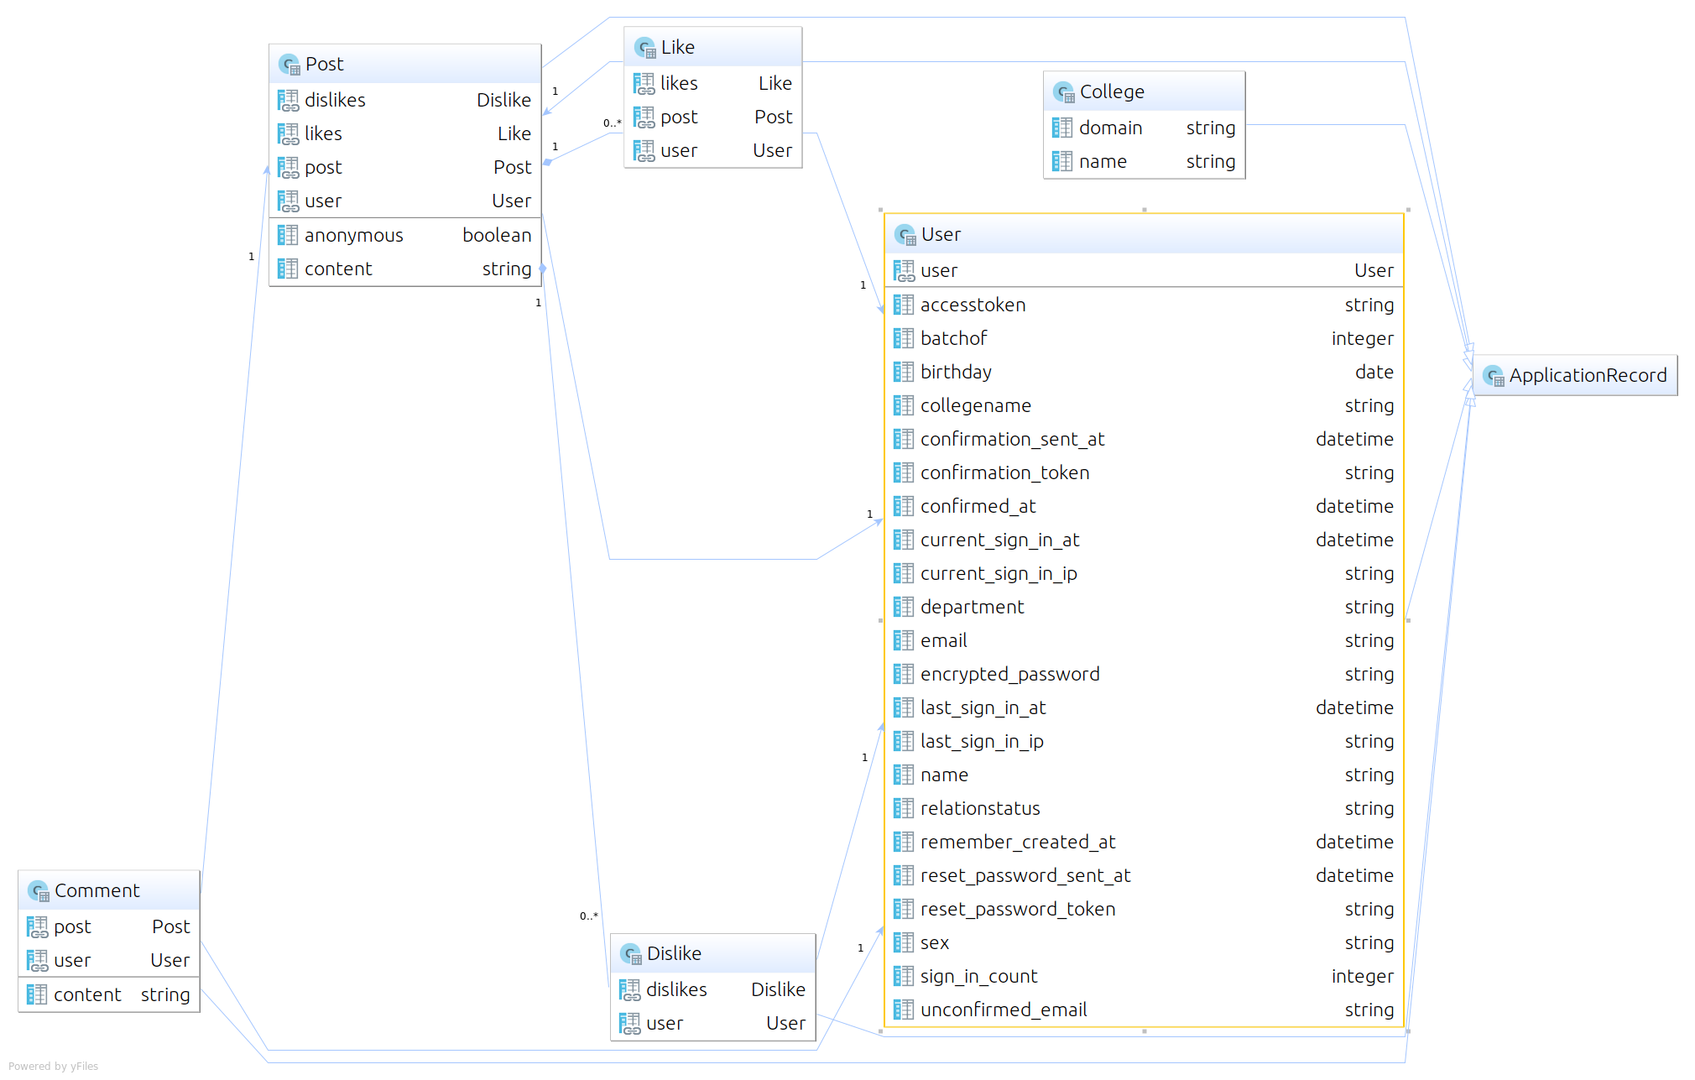 Post
dislikes Dislike
likes Like
post Post
user User
anonymous boolean
content string
Like
likes Like
post Post
user User
College
domain string
name string
User
user User
accesstoken string
batchof integer
birthday date
collegename string
confirmation_sent_at datetime
confirmation_token string
confirmed_at datetime
current_sign_in_at datetime
current_sign_in_ip string
department string
email string
encrypted_password string
last_sign_in_at datetime
last_sign_in_ip string
name string
relationstatus string
remember_created_at datetime
reset_password_sent_at datetime
reset_password_token string
sex string
sign_in_count integer
unconfirmed_email string
ApplicationRecord
Comment
post Post
user User
content string
Dislike
dislikes Dislike
user User
1
0..*
1
1
1
1
1
0..*
1
1
Powered by yFiles